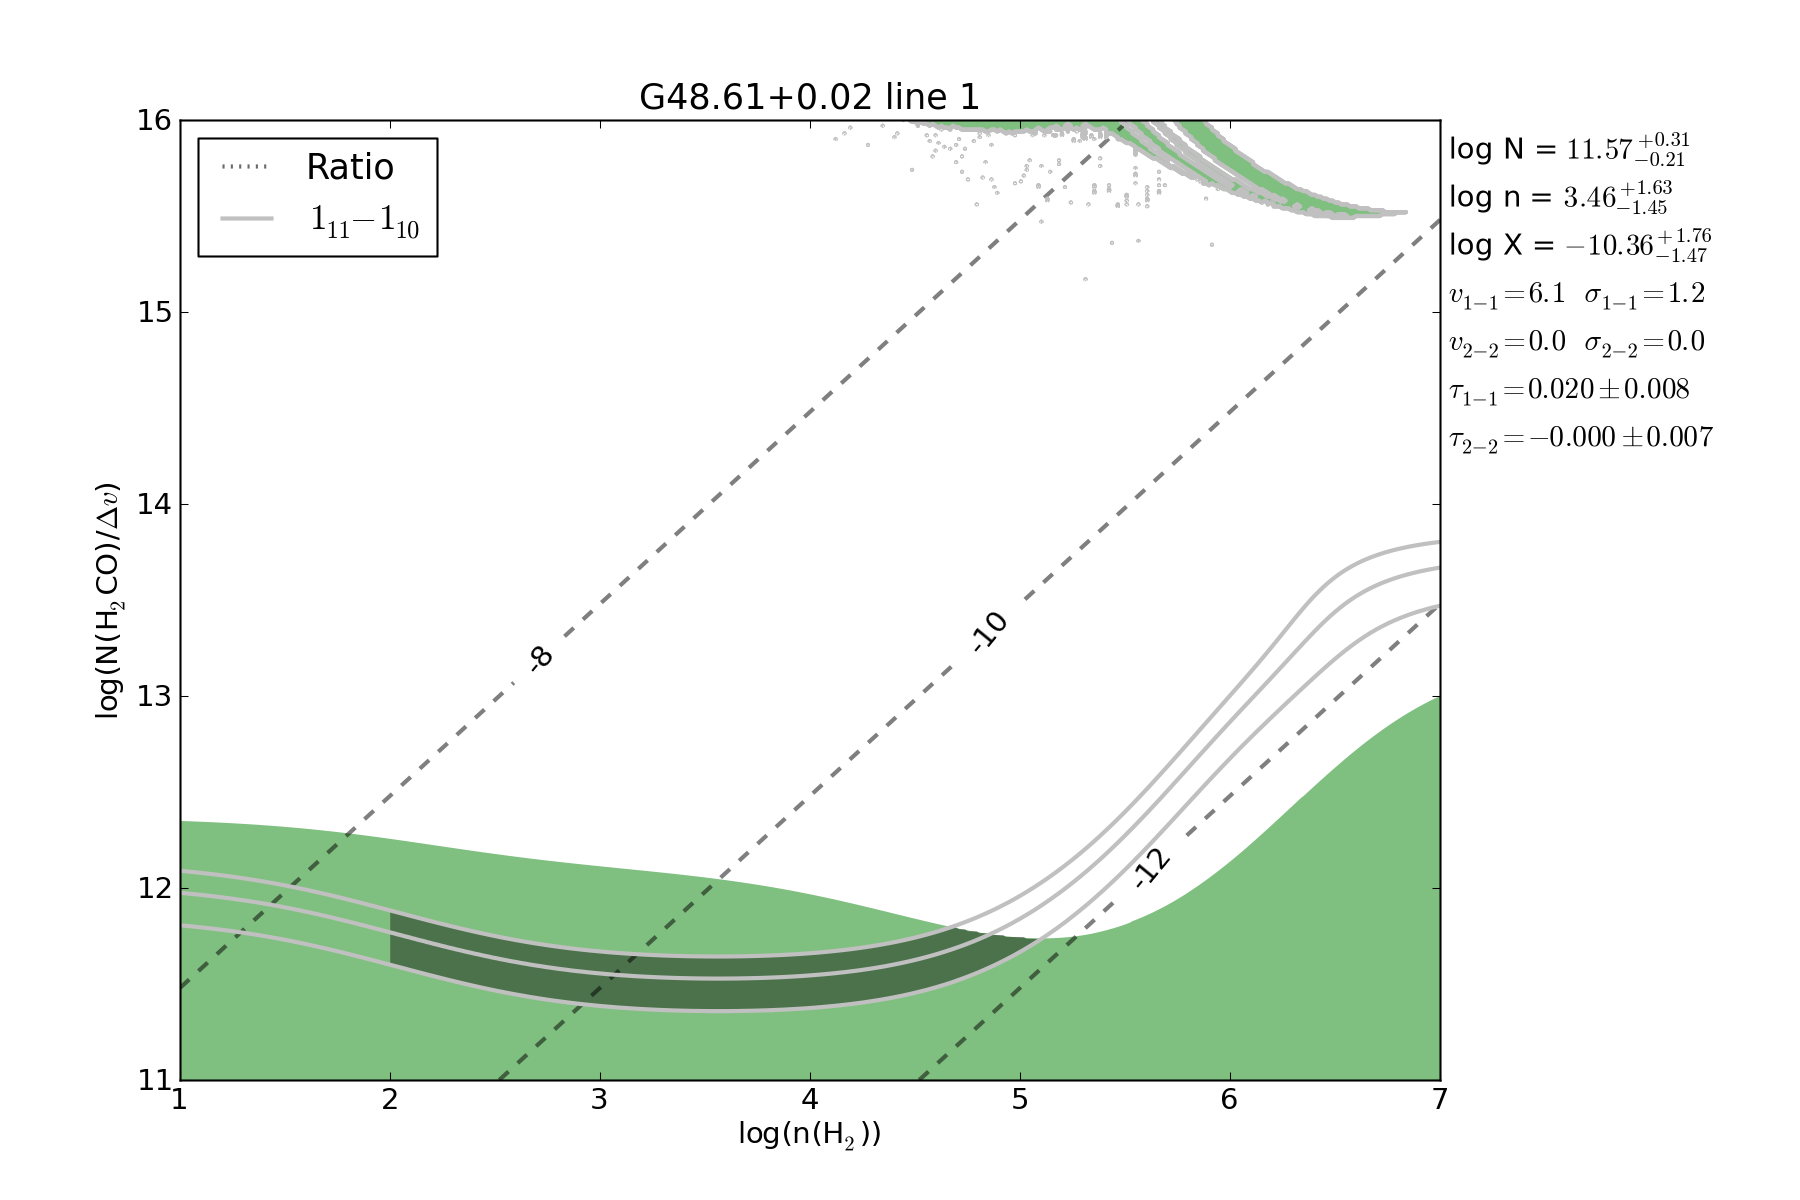 G48.61+0.02 line 1
16
15
14
13
12
11
1 2 3 4 5 6 7
log(n(H₂))
log(N(H₂CO)/Δv)
Ratio
1₁₁−1₁₀
-8
-10
-12
log N = 11.57 +0.31 −0.21
log n = 3.46 +1.63 −1.45
log X = −10.36 +1.76 −1.47
v₁₋₁=6.1 σ₁₋₁=1.2
v₂₋₂=0.0 σ₂₋₂=0.0
τ₁₋₁=0.020±0.008
τ₂₋₂=−0.000±0.007